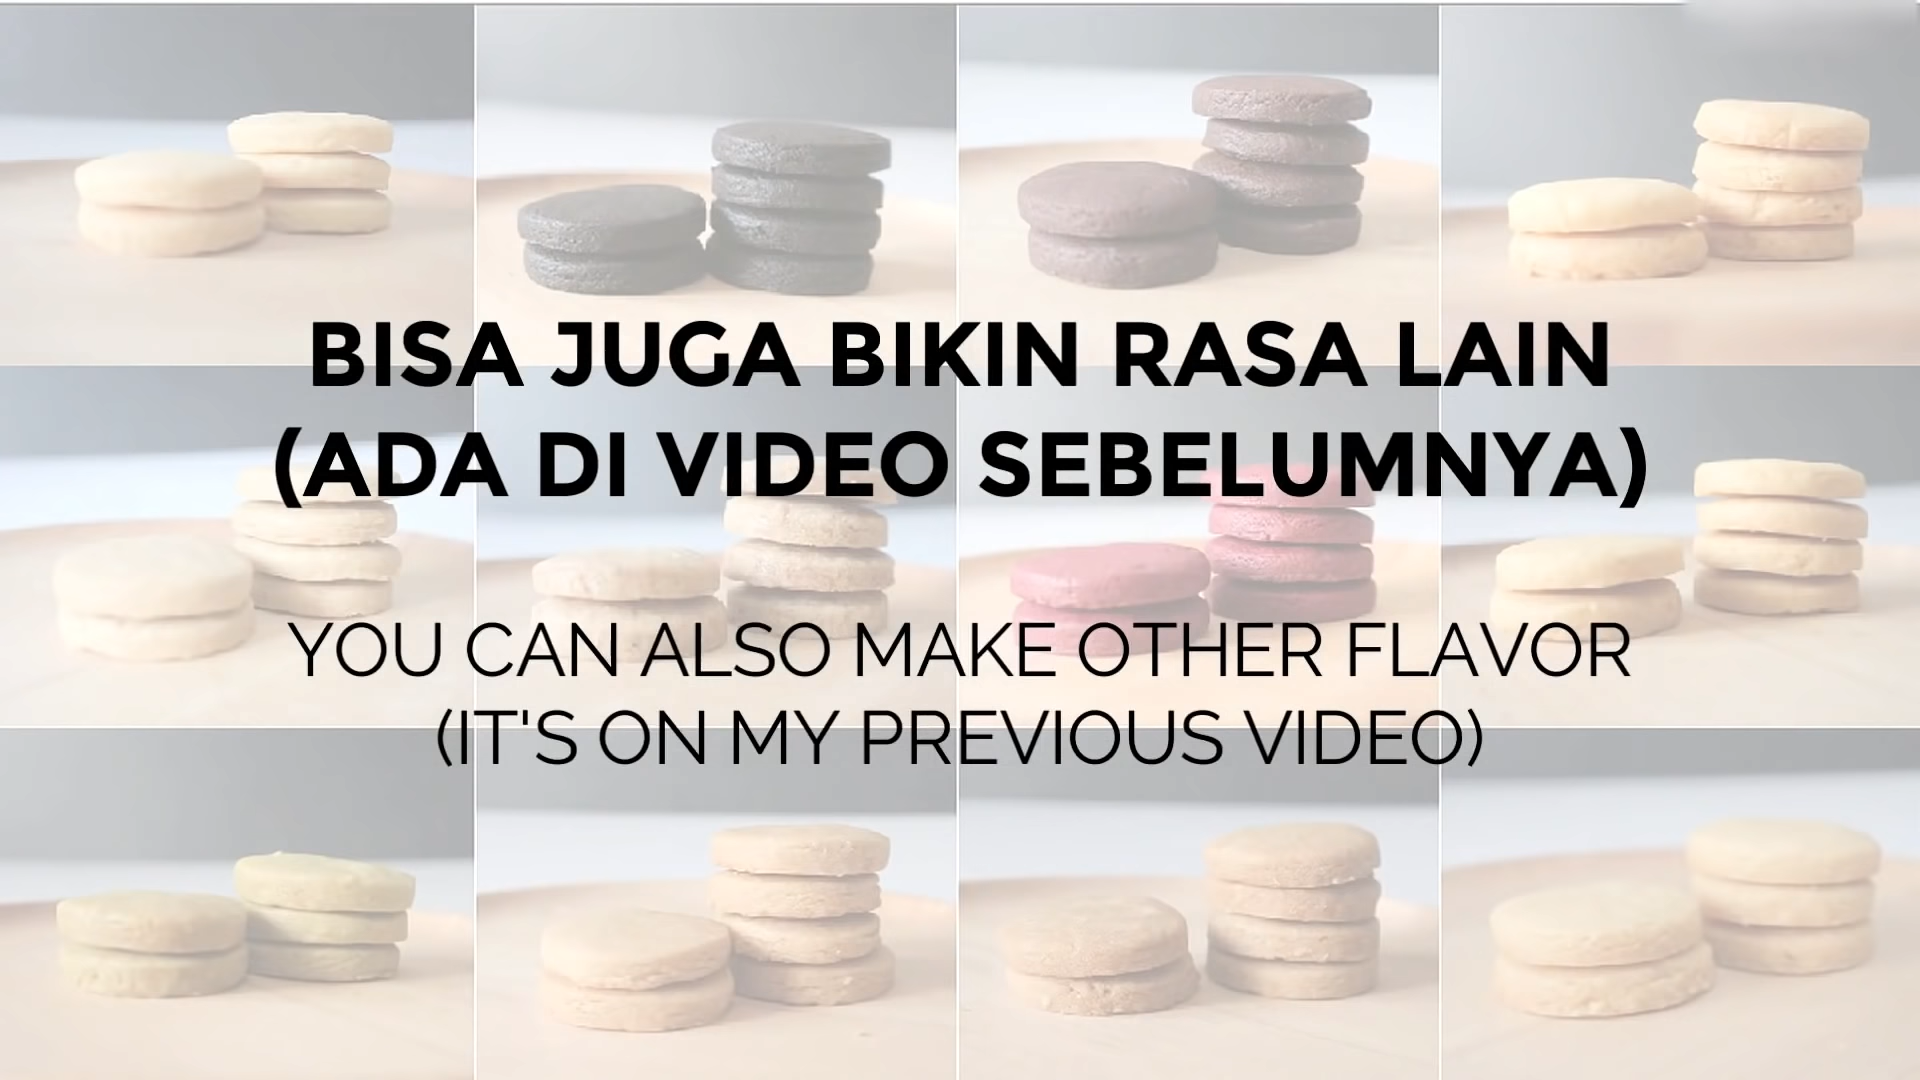 BISA JUGA BIKIN RASA LAIN
(ADA DI VIDEO SEBELUMNYA)
YOU CAN ALSO MAKE OTHER FLAVOR
(IT'S ON MY PREVIOUS VIDEO)